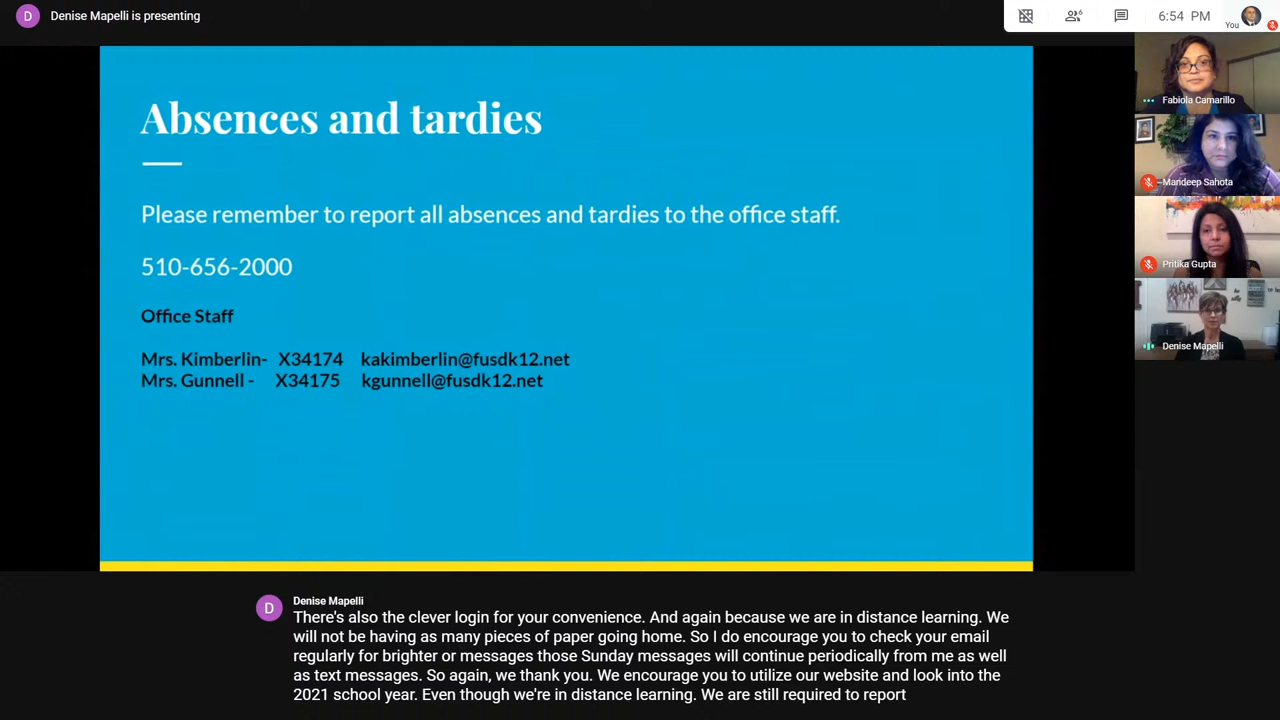 D Denise Mapelli is presenting
6
6:54 PM
You
Fabiola Camarillo
Mandeep Sahota
Pritika Gupta
Denise Mapelli
Absences and tardies
Please remember to report all absences and tardies to the office staff.
510-656-2000
Office Staff
Mrs. Kimberlin- X34174 kakimberlin@fusdk12.net
Mrs. Gunnell - X34175 kgunnell@fusdk12.net
D Denise Mapelli
There's also the clever login for your convenience. And again because we are in distance learning. We
will not be having as many pieces of paper going home. So I do encourage you to check your email
regularly for brighter or messages those Sunday messages will continue periodically from me as well
as text messages. So again, we thank you. We encourage you to utilize our website and look into the
2021 school year. Even though we're in distance learning. We are still required to report